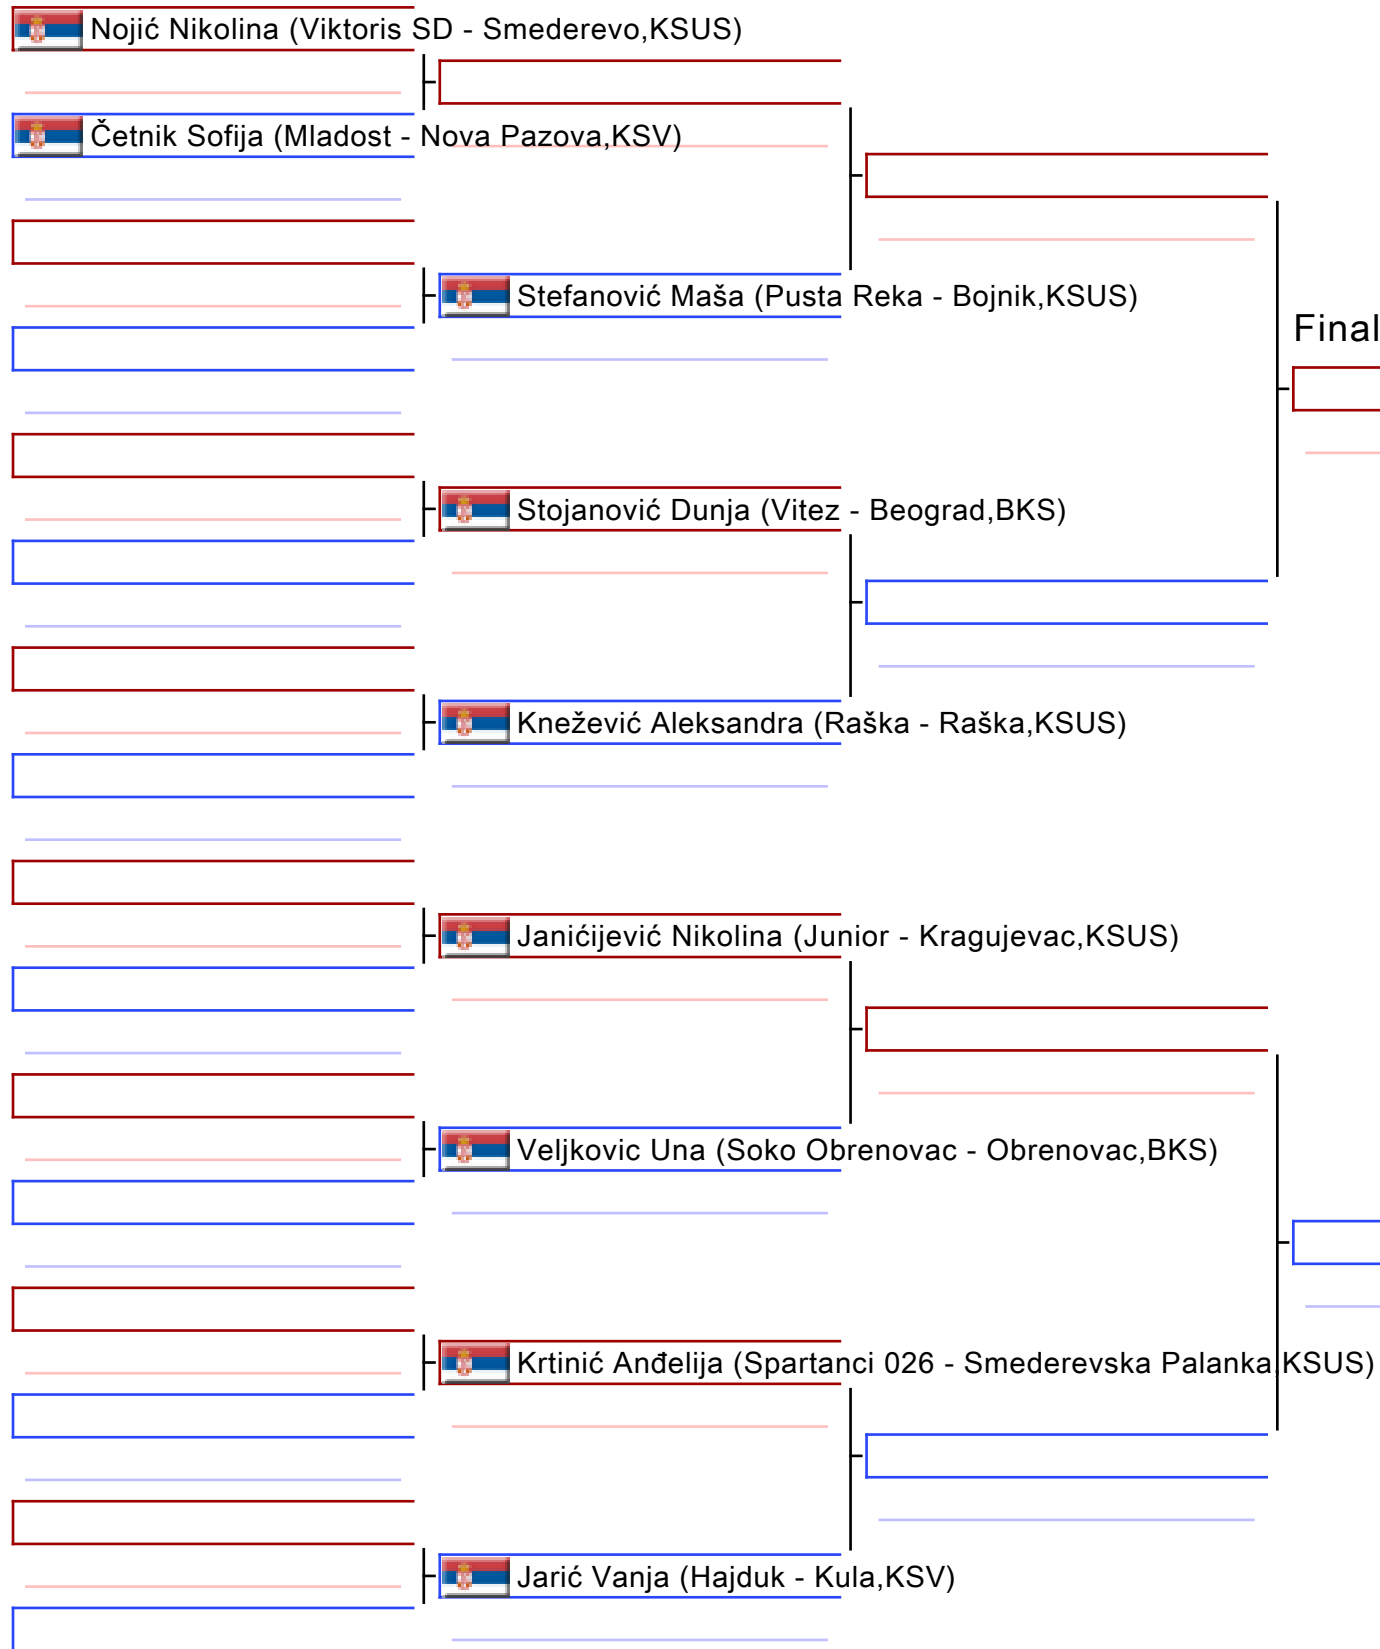 Nojić Nikolina (Viktoris SD - Smederevo,KSUS)
Četnik Sofija (Mladost - Nova Pazova,KSV)
Stefanović Maša (Pusta Reka - Bojnik,KSUS)
Final
Stojanović Dunja (Vitez - Beograd,BKS)
Knežević Aleksandra (Raška - Raška,KSUS)
Janićijević Nikolina (Junior - Kragujevac,KSUS)
Veljkovic Una (Soko Obrenovac - Obrenovac,BKS)
Krtinić Anđelija (Spartanci 026 - Smederevska Palanka,KSUS)
Jarić Vanja (Hajduk - Kula,KSV)